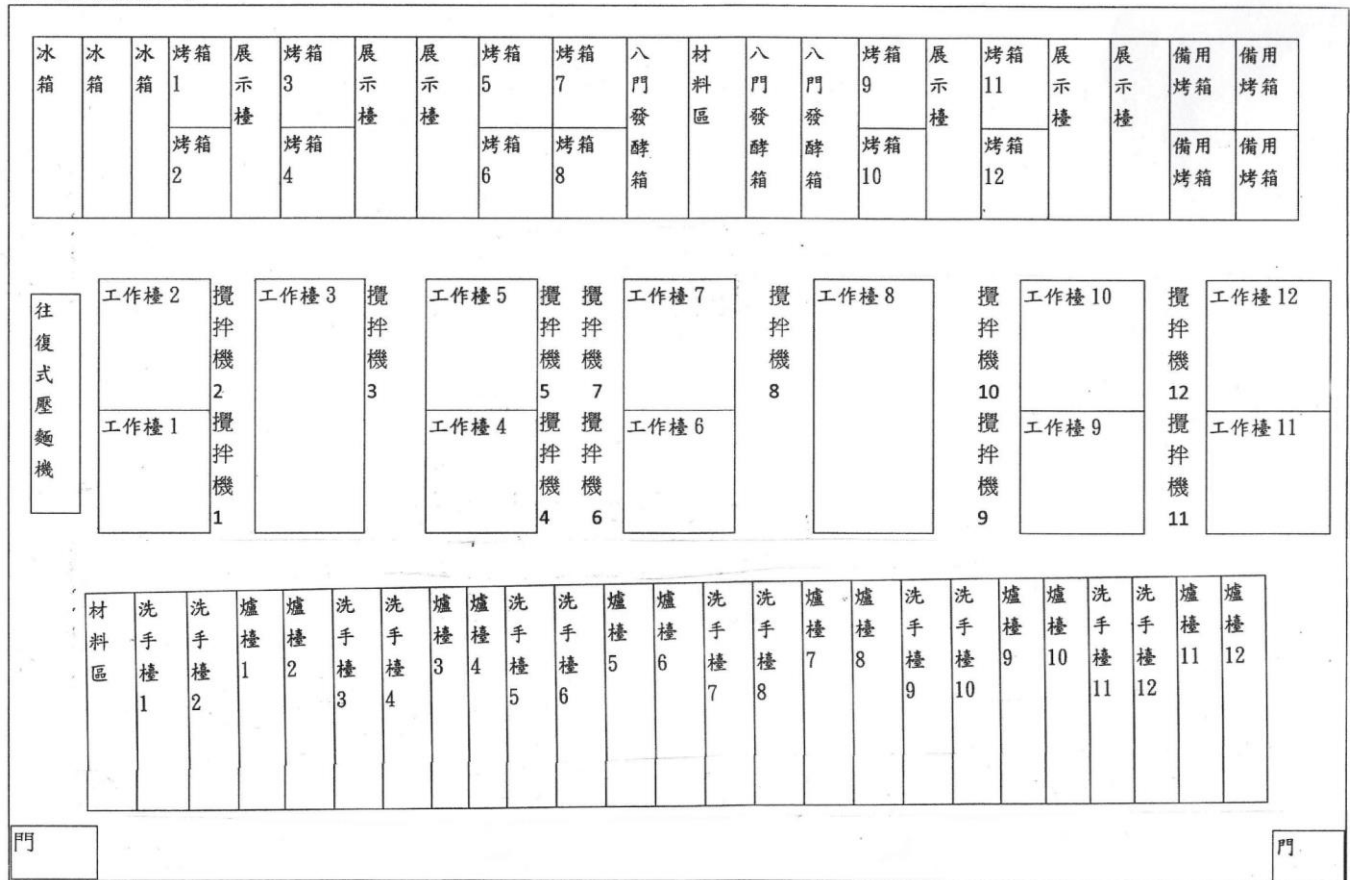 冰箱
冰箱
冰箱
烤箱1
烤箱2
展示檯
烤箱3
烤箱4
展示檯
展示檯
烤箱5
烤箱6
烤箱7
烤箱8
八門發酵箱
材料區
八門發酵箱
八門發酵箱
烤箱9
烤箱10
展示檯
烤箱11
烤箱12
展示檯
展示檯
備用烤箱
備用烤箱
備用烤箱
備用烤箱
往復式壓麵機
工作檯2
工作檯1
攪拌機2
攪拌機1
工作檯3
攪拌機3
工作檯5
工作檯4
攪拌機5
攪拌機4
攪拌機7
攪拌機6
工作檯7
工作檯6
攪拌機8
工作檯8
攪拌機10
攪拌機9
工作檯10
工作檯9
攪拌機12
攪拌機11
工作檯12
工作檯11
材料區
洗手檯1
洗手檯2
爐檯1
爐檯2
洗手檯3
洗手檯4
爐檯3
爐檯4
洗手檯5
洗手檯6
爐檯5
爐檯6
洗手檯7
洗手檯8
爐檯7
爐檯8
洗手檯9
洗手檯10
爐檯9
爐檯10
洗手檯11
洗手檯12
爐檯11
爐檯12
門
門